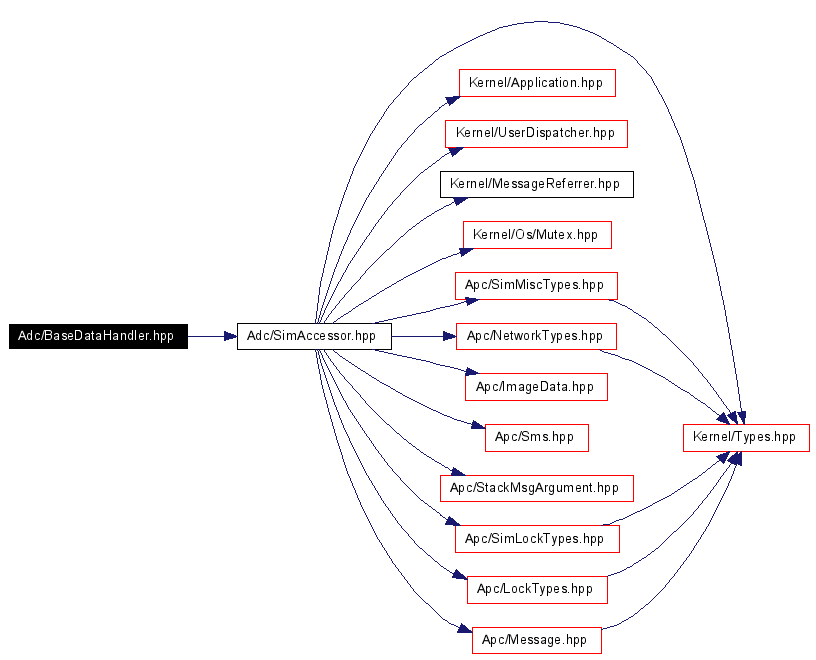 Kernel/Application.hpp
Kernel/UserDispatcher.hpp
Kernel/MessageReferrer.hpp
Kernel/Os/Mutex.hpp
Apc/SimMiscTypes.hpp
Adc/BaseDataHandler.hpp
Adc/SimAccessor.hpp
Apc/NetworkTypes.hpp
Apc/ImageData.hpp
Apc/Sms.hpp
Kernel/Types.hpp
Apc/StackMsgArgument.hpp
Apc/SimLockTypes.hpp
Apc/LockTypes.hpp
Apc/Message.hpp